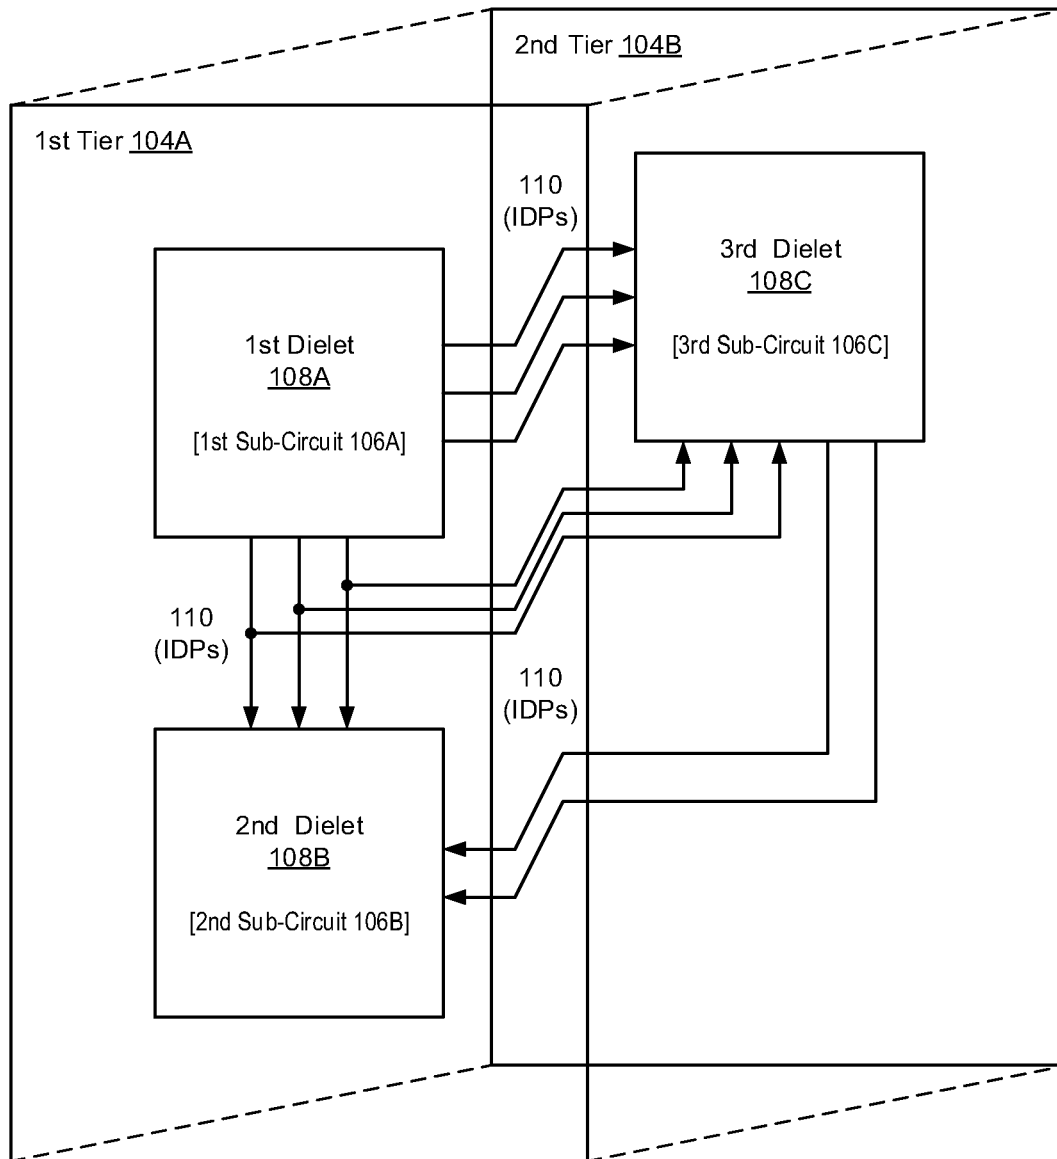 2nd Tier 104B
1st Tier 104A
110
(IDPs)
3rd Dielet
108C
[3rd Sub-Circuit 106C]
1st Dielet
108A
[1st Sub-Circuit 106A]
110
(IDPs)
110
(IDPs)
2nd Dielet
108B
[2nd Sub-Circuit 106B]